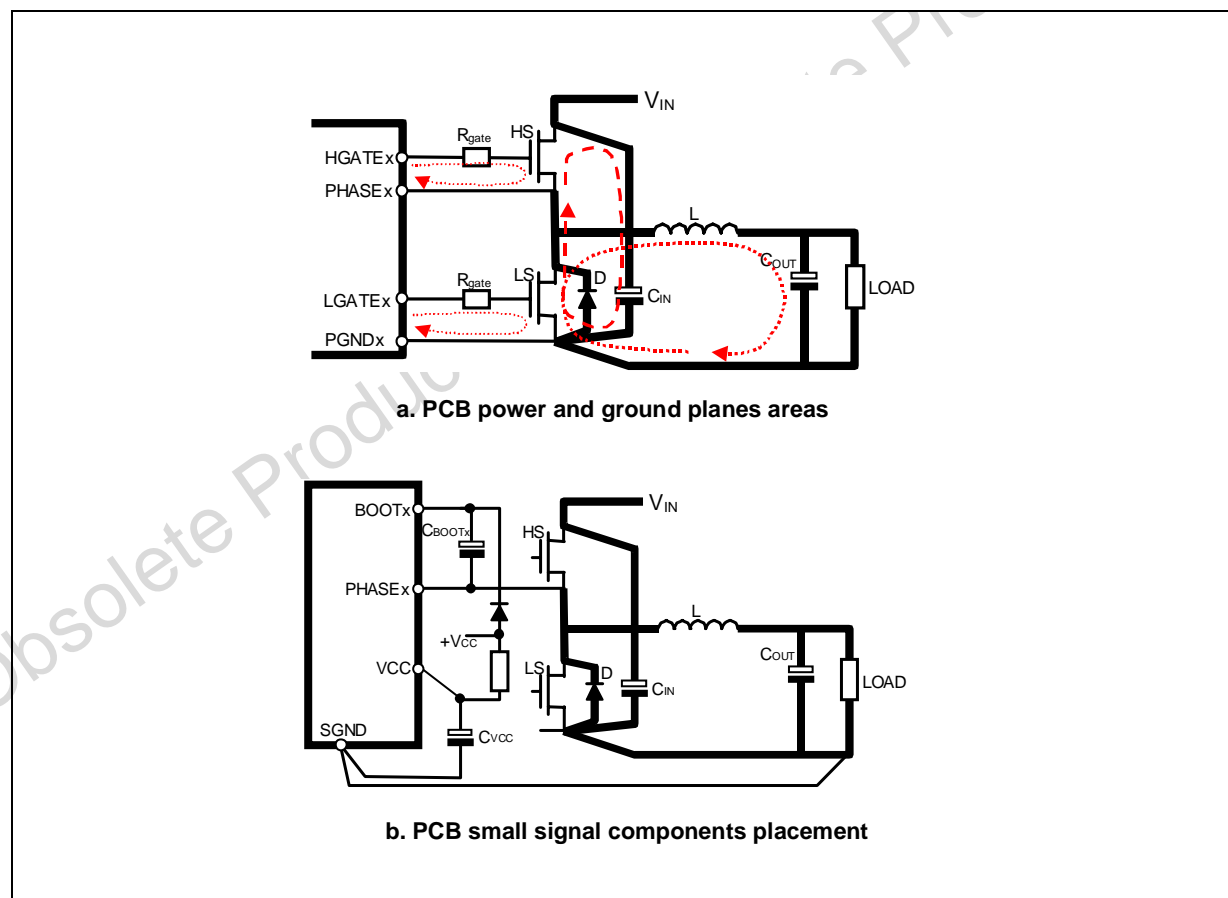 Obsolete Product
ete Pro
VIN
HS
Rgate
HGATEx
PHASEx
L
COUT
LS
D
Rgate
CIN
LOAD
LGATEx
PGNDx
a. PCB power and ground planes areas
VIN
BOOTx
CBOOTx
HS
PHASEx
L
+VCC
COUT
VCC
LS
D
CIN
LOAD
SGND
CVCC
b. PCB small signal components placement